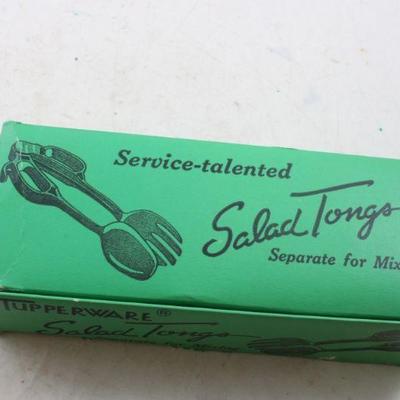 Service-talented
Salad Tongs
Separate for Mix
TUPPERWARE®
Salad Tongs